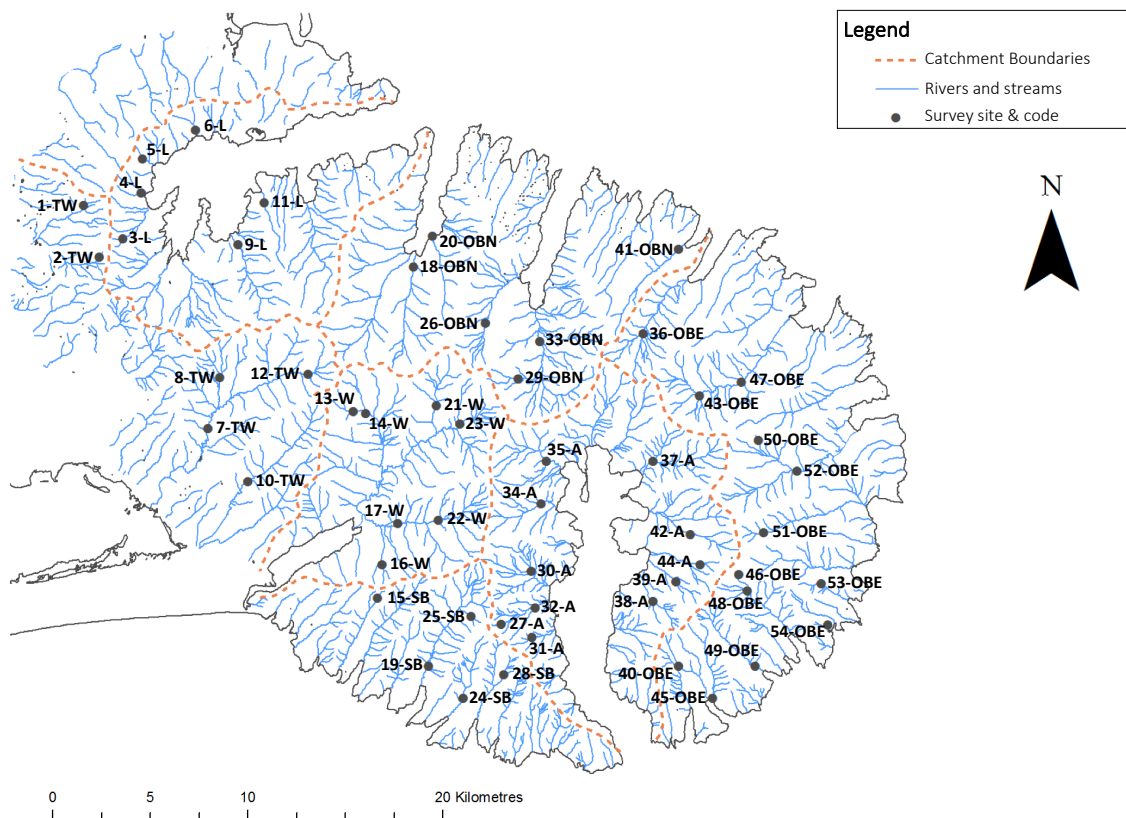 Legend
Catchment Boundaries
Rivers and streams
Survey site & code
N
6-L
5-L
4-L
1-TW
11-L
3-L
9-L
2-TW
20-OBN
18-OBN
41-OBN
26-OBN
33-OBN
36-OBE
8-TW
12-TW
29-OBN
47-OBE
43-OBE
13-W
14-W
21-W
23-W
7-TW
50-OBE
35-A
37-A
52-OBE
10-TW
34-A
17-W
22-W
42-A
51-OBE
16-W
30-A
44-A
39-A
46-OBE
53-OBE
15-SB
32-A
38-A
48-OBE
25-SB
27-A
54-OBE
31-A
19-SB
28-SB
40-OBE
49-OBE
24-SB
45-OBE
0 5 10 20 Kilometres